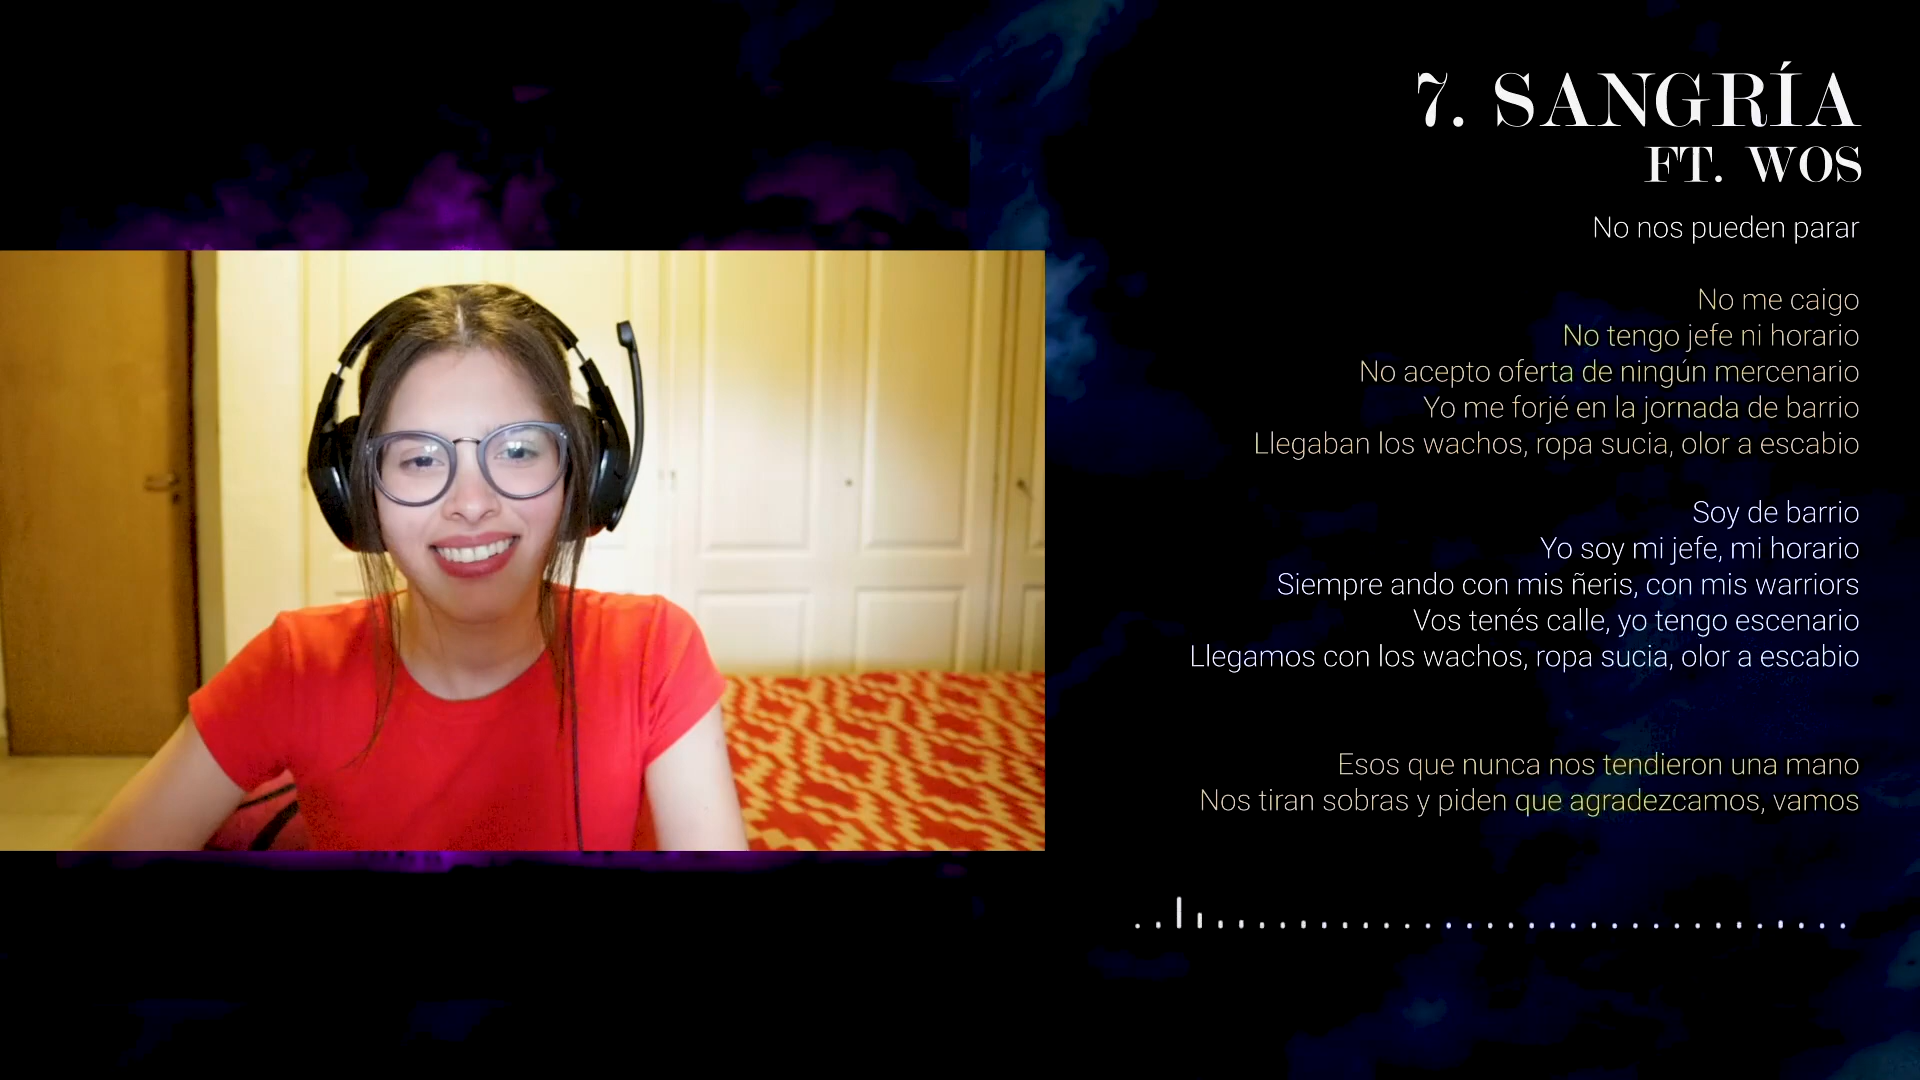 7. SANGRÍA
FT. WOS
No nos pueden parar
No me caigo
No tengo jefe ni horario
No acepto oferta de ningún mercenario
Yo me forjé en la jornada de barrio
Llegaban los wachos, ropa sucia, olor a escabio
Soy de barrio
Yo soy mi jefe, mi horario
Siempre ando con mis ñeris, con mis warriors
Vos tenés calle, yo tengo escenario
Llegamos con los wachos, ropa sucia, olor a escabio
Esos que nunca nos tendieron una mano
Nos tiran sobras y piden que agradezcamos, vamos